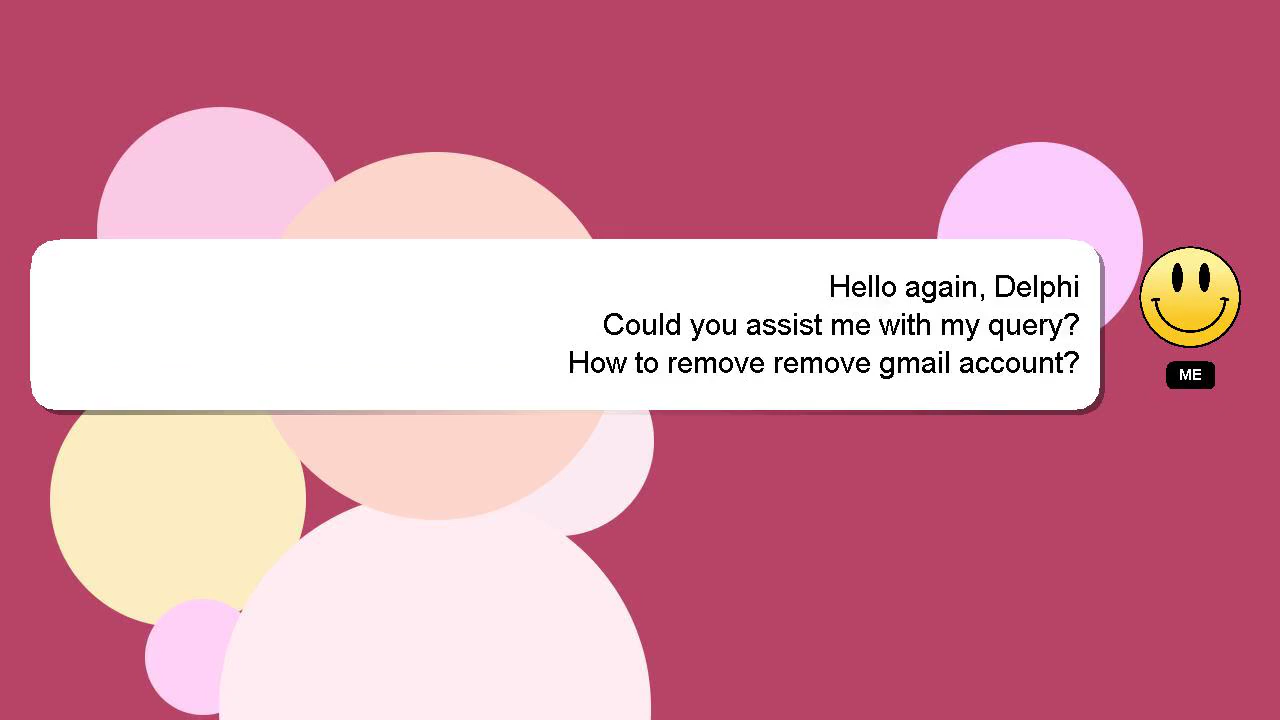 Hello again, Delphi
Could you assist me with my query?
How to remove remove gmail account?
ME